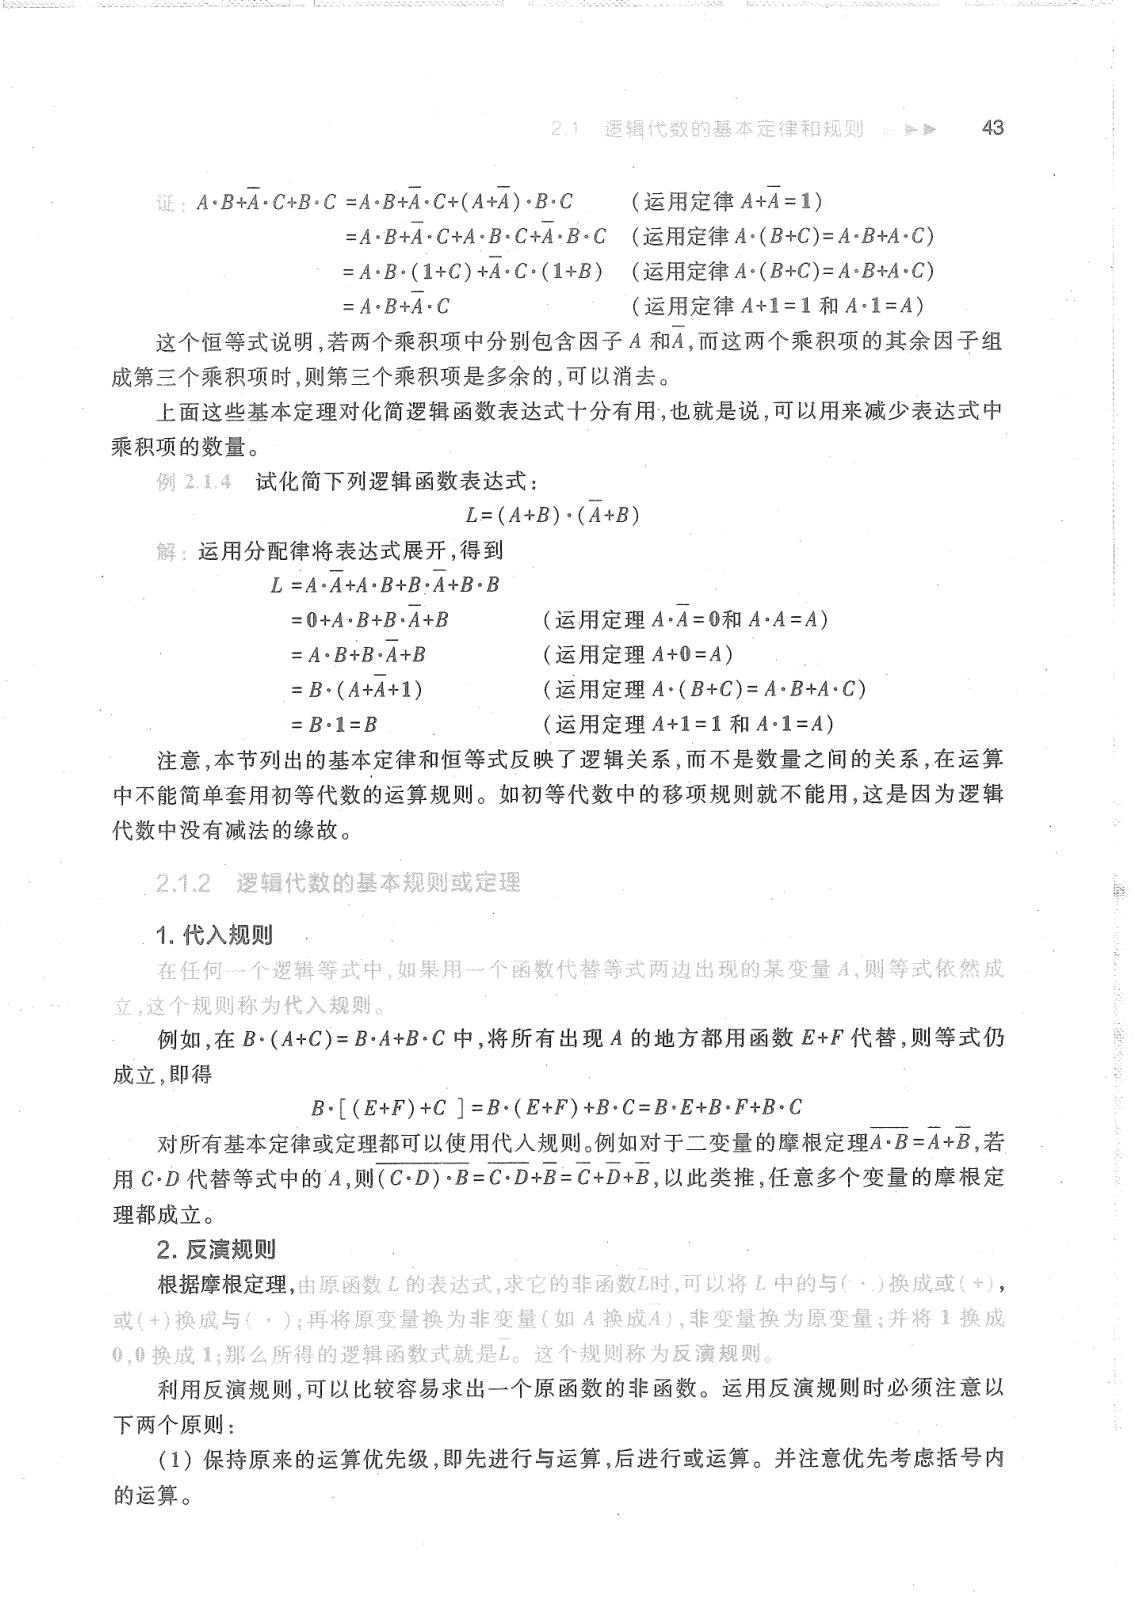 2.1 逻辑代数的基本定律和规则 ▶▶ 43
证：A·B+A̅·C+B·C =A·B+A̅·C+(A+A̅)·B·C (运用定律 A+A̅=1)
=A·B+A̅·C+A·B·C+A̅·B·C (运用定律 A·(B+C)=A·B+A·C)
=A·B·(1+C)+A̅·C·(1+B) (运用定律 A·(B+C)=A·B+A·C)
=A·B+A̅·C (运用定律 A+1=1 和 A·1=A)
这个恒等式说明,若两个乘积项中分别包含因子 A 和A̅,而这两个乘积项的其余因子组
成第三个乘积项时,则第三个乘积项是多余的,可以消去。
上面这些基本定理对化简逻辑函数表达式十分有用,也就是说,可以用来减少表达式中
乘积项的数量。
例 2.1.4 试化简下列逻辑函数表达式：
L=(A+B)·(A̅+B)
解：运用分配律将表达式展开,得到
L =A·A̅+A·B+B·A̅+B·B
=0+A·B+B·A̅+B (运用定理 A·A̅=0和 A·A=A)
=A·B+B·A̅+B (运用定理 A+0=A)
=B·(A+A̅+1) (运用定理 A·(B+C)=A·B+A·C)
=B·1=B (运用定理 A+1=1 和 A·1=A)
注意,本节列出的基本定律和恒等式反映了逻辑关系,而不是数量之间的关系,在运算
中不能简单套用初等代数的运算规则。如初等代数中的移项规则就不能用,这是因为逻辑
代数中没有减法的缘故。
2.1.2 逻辑代数的基本规则或定理
1. 代入规则
在任何一个逻辑等式中,如果用一个函数代替等式两边出现的某变量 A,则等式依然成
立,这个规则称为代入规则。
例如,在 B·(A+C)=B·A+B·C 中,将所有出现 A 的地方都用函数 E+F 代替,则等式仍
成立,即得
B·[(E+F)+C ]=B·(E+F)+B·C=B·E+B·F+B·C
对所有基本定律或定理都可以使用代人规则。例如对于二变量的摩根定理A̅·̅B̅=A̅+B̅,若
用 C·D 代替等式中的 A,则(̅C̅·̅D̅)̅·̅B̅=C̅·̅D̅+B̅=C̅+D̅+B̅,以此类推,任意多个变量的摩根定
理都成立。
2. 反演规则
根据摩根定理,由原函数 L 的表达式,求它的非函数L̅时,可以将 L 中的与(·)换成或(+),
或(+)换成与(·);再将原变量换为非变量(如 A 换成A̅),非变量换为原变量;并将 1 换成
0,0 换成 1;那么所得的逻辑函数式就是L̅。这个规则称为反演规则。
利用反演规则,可以比较容易求出一个原函数的非函数。运用反演规则时必须注意以
下两个原则：
(1) 保持原来的运算优先级,即先进行与运算,后进行或运算。并注意优先考虑括号内
的运算。